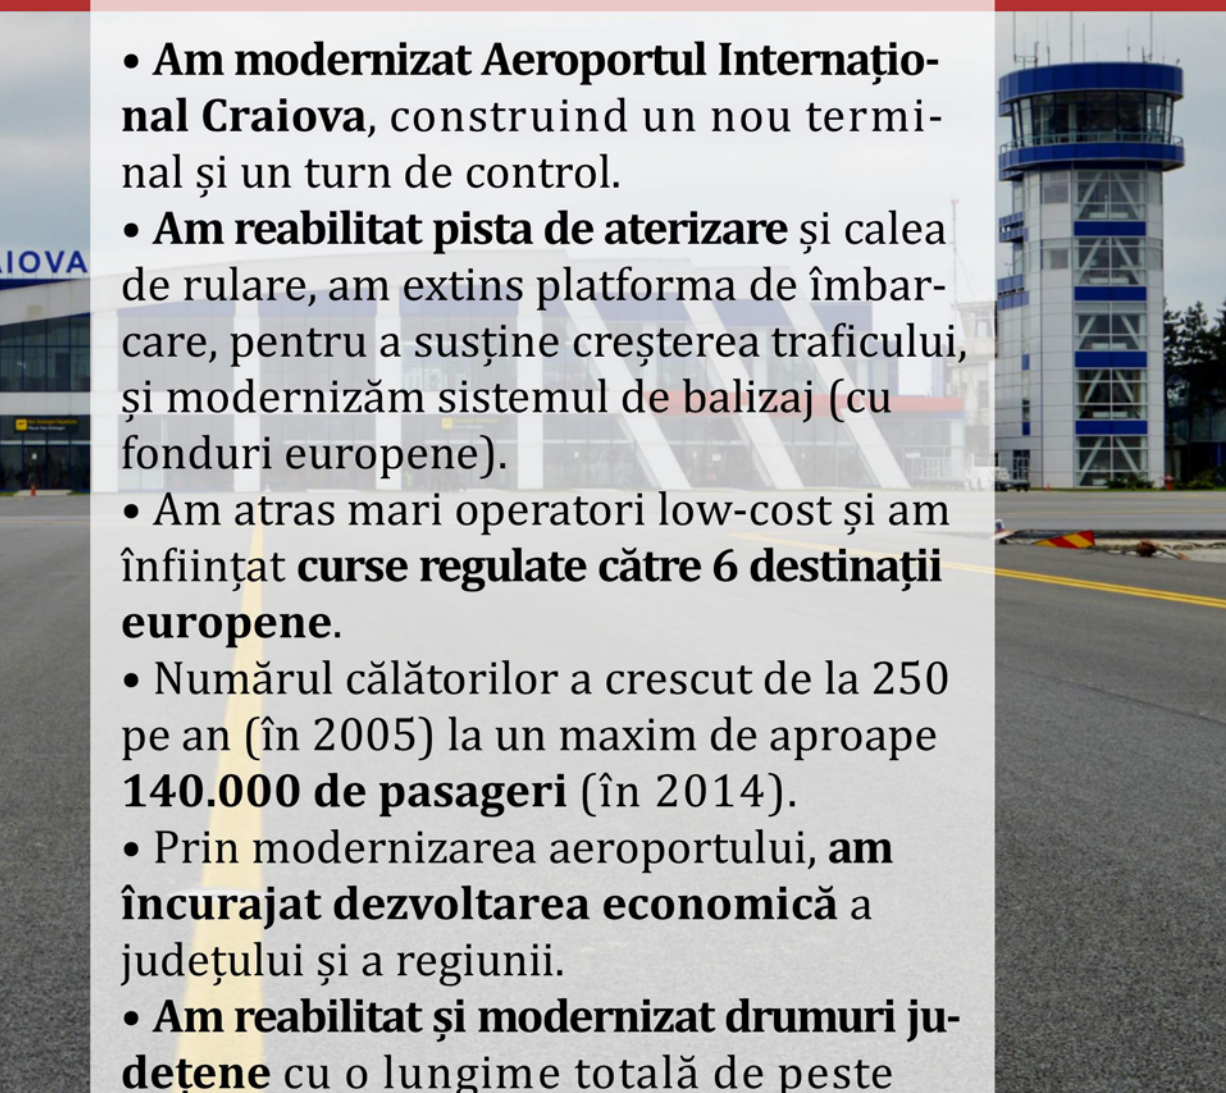 • Am modernizat Aeroportul Internațio-
nal Craiova, construind un nou termi-
nal și un turn de control.
• Am reabilitat pista de aterizare și calea
de rulare, am extins platforma de îmbar-
care, pentru a susține creșterea traficului,
și modernizăm sistemul de balizaj (cu
fonduri europene).
• Am atras mari operatori low-cost și am
înființat curse regulate către 6 destinații
europene.
• Numărul călătorilor a crescut de la 250
pe an (în 2005) la un maxim de aproape
140.000 de pasageri (în 2014).
• Prin modernizarea aeroportului, am
încurajat dezvoltarea economică a
județului și a regiunii.
• Am reabilitat și modernizat drumuri ju-
dețene cu o lungime totală de peste
IOVA